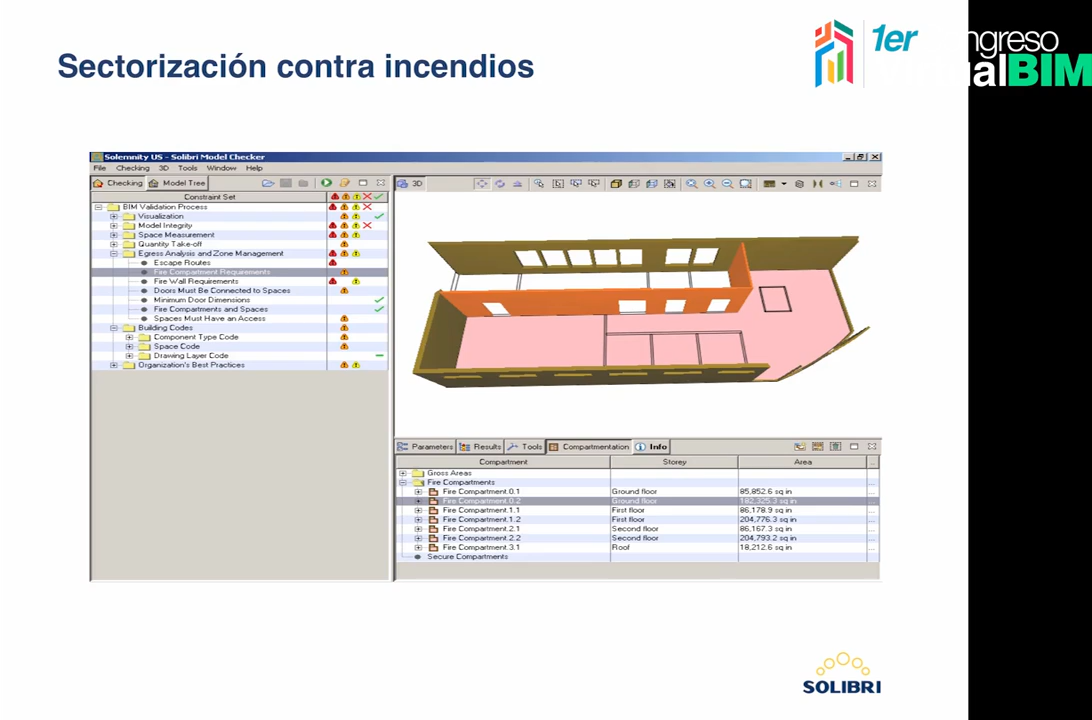 Sectorización contra incendios
1er
ngreso
ualBIM
Solemnity US - Solibri Model Checker
File Checking 3D Tools Window Help
Checking Model Tree
3D
Constraint Set
BIM Validation Process
Visualization
Model Integrity
Space Measurement
Quantity Take-off
Egress Analysis and Zone Management
Escape Routes
Fire Compartment Requirements
Fire Wall Requirements
Doors Must Be Connected to Spaces
Minimum Door Dimensions
Fire Compartments and Spaces
Spaces Must Have an Access
Building Codes
Component Type Code
Space Code
Drawing Layer Code
Organization's Best Practices
Parameters Results Tools Compartmentation Info
Compartment Storey Area
Gross Areas
Fire Compartments
Fire Compartment.0.1 Ground floor 85,852.6 sq in
Fire Compartment.0.2 Ground floor 182,325.3 sq in
Fire Compartment.1.1 First floor 86,178.9 sq in
Fire Compartment.1.2 First floor 204,776.3 sq in
Fire Compartment.2.1 Second floor 86,167.3 sq in
Fire Compartment.2.2 Second floor 204,793.2 sq in
Fire Compartment.3.1 Roof 18,212.6 sq in
Secure Compartments
SOLIBRI